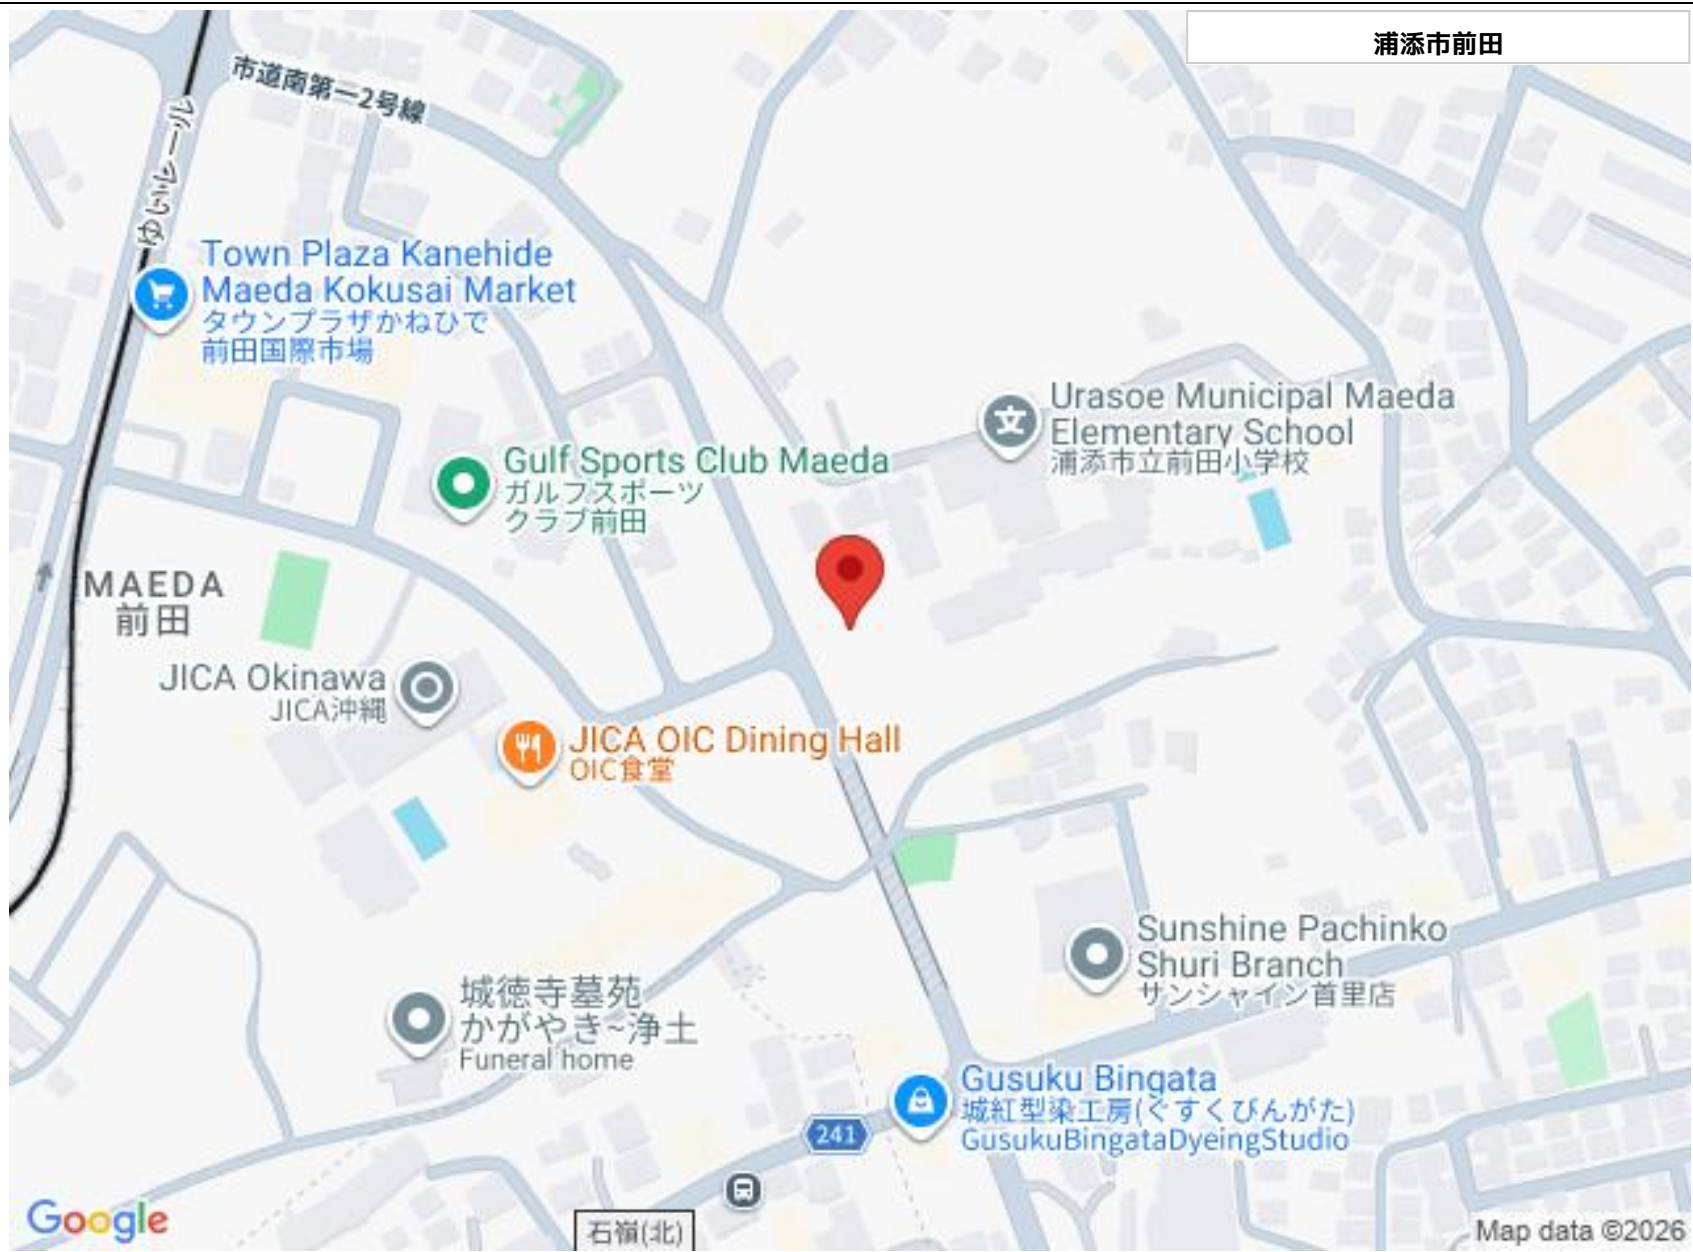 浦添市前田
市道南第一2号線
ゆいレール
Town Plaza Kanehide
Maeda Kokusai Market
タウンプラザかねひで
前田国際市場
Urasoe Municipal Maeda
Elementary School
浦添市立前田小学校
Gulf Sports Club Maeda
ガルフスポーツ
クラブ前田
文
MAEDA
前田
JICA Okinawa
JICA沖縄
JICA OIC Dining Hall
OIC食堂
Sunshine Pachinko
Shuri Branch
サンシャイン首里店
城徳寺墓苑
かがやき~浄土
Funeral home
Gusuku Bingata
城紅型染工房(ぐすくびんがた)
GusukuBingataDyeingStudio
241
石嶺(北)
Google
Map data ©2026